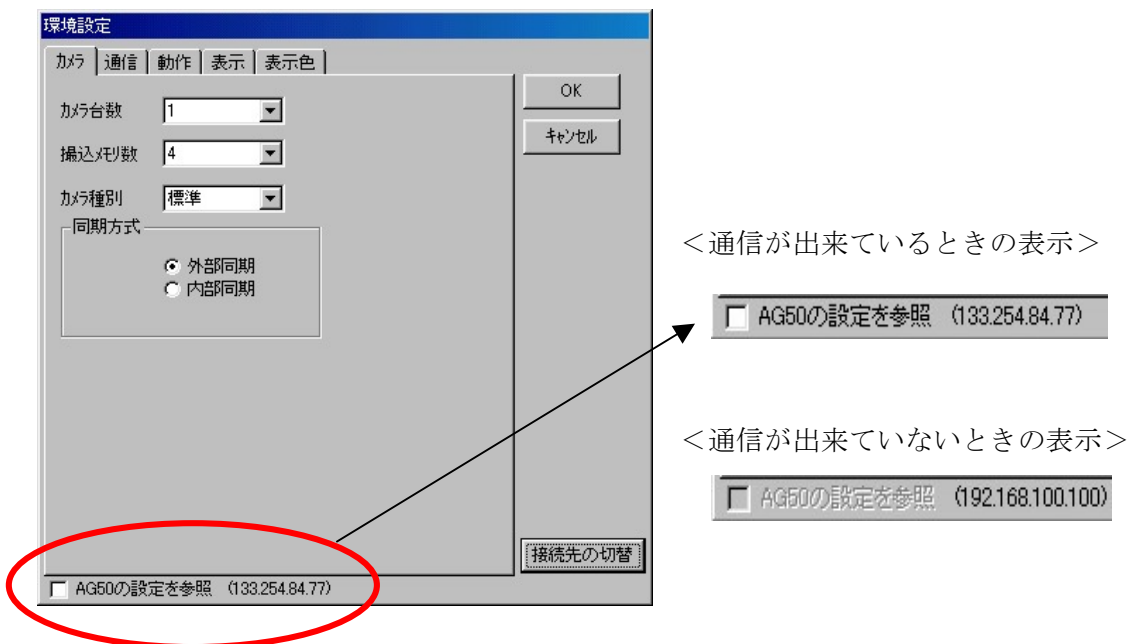 環境設定
カメラ 通信 動作 表示 表示色
カメラ台数 1
撮込メモリ数 4
カメラ種別 標準
同期方式
外部同期
内部同期
OK
キャンセル
接続先の切替
AG50の設定を参照 (133.254.84.77)
＜通信が出来ているときの表示＞
AG50の設定を参照 (133.254.84.77)
＜通信が出来ていないときの表示＞
AG50の設定を参照 (192.168.100.100)